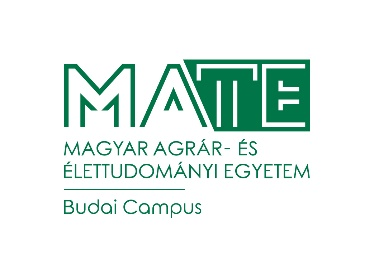 MATE
MAGYAR AGRÁR- ÉS
ÉLETTUDOMÁNYI EGYETEM
Budai Campus